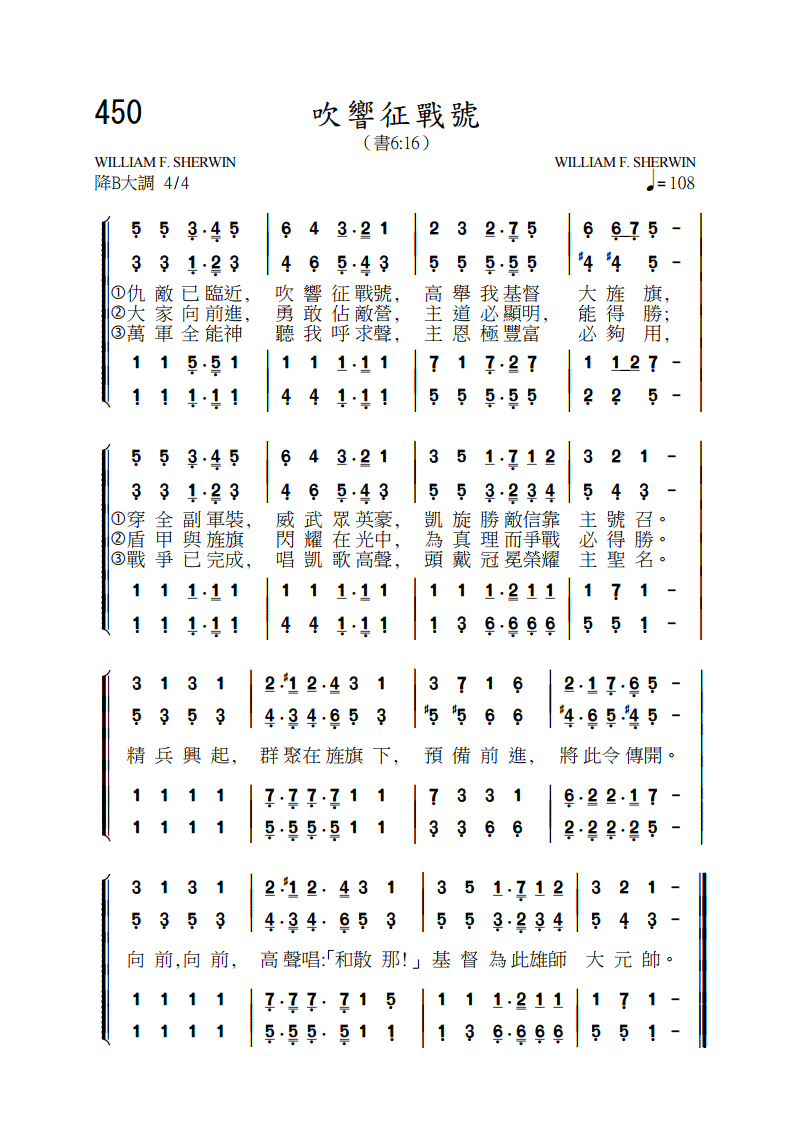 450
吹響征戰號
（書6:16）
WILLIAM F. SHERWIN WILLIAM F. SHERWIN
降B大調 4/4 ♩= 108
5 5 3·4 5 | 6 4 3·2 1 | 2 3 2·7 5 | 6 6 7 5 -
3 3 1·2 3 | 4 6 5·4 3 | 5 5 5·5 5 | #4 #4 5 -
①仇敵已臨近， 吹響征戰號， 高舉我基督 大旌旗，
②大家向前進， 勇敢佔敵營， 主道必顯明， 能得勝；
③萬軍全能神 聽我呼求聲， 主恩極豐富 必夠用，
1 1 5·5 1 | 1 1 1·1 1 | 7 1 7·2 7 | 1 1 2 7 -
1 1 1·1 1 | 4 4 1·1 1 | 5 5 5·5 5 | 2 2 5 -
5 5 3·4 5 | 6 4 3·2 1 | 3 5 1·7 1 2 | 3 2 1 -
3 3 1·2 3 | 4 6 5·4 3 | 5 5 3·2 3 4 | 5 4 3 -
①穿全副軍裝， 威武眾英豪， 凱旋勝敵信靠 主號召。
②盾甲與旌旗 閃耀在光中， 為真理而爭戰 必得勝。
③戰爭已完成， 唱凱歌高聲， 頭戴冠冕榮耀 主聖名。
1 1 1·1 1 | 1 1 1·1 1 | 1 1 1·2 1 1 | 1 7 1 -
1 1 1·1 1 | 4 4 1·1 1 | 1 3 6·6 6 6 | 5 5 1 -
3 1 3 1 | 2·#1 2·4 3 1 | 3 7 1 6 | 2·1 7·6 5 -
5 3 5 3 | 4·3 4·6 5 3 | #5 #5 6 6 | #4·6 5·#4 5 -
精兵興起， 群聚在旌旗下， 預備前進， 將此令傳開。
1 1 1 1 | 7·7 7·7 1 1 | 7 3 3 1 | 6·2 2·1 7 -
1 1 1 1 | 5·5 5·5 1 1 | 3 3 6 6 | 2·2 2·2 5 -
3 1 3 1 | 2·#1 2·4 3 1 | 3 5 1·7 1 2 | 3 2 1 -
5 3 5 3 | 4·3 4·6 5 3 | 5 5 3·2 3 4 | 5 4 3 -
向前，向前， 高聲唱：「和散那！」 基督為此雄師 大元帥。
1 1 1 1 | 7·7 7·7 1 5 | 1 1 1·2 1 1 | 1 7 1 -
1 1 1 1 | 5·5 5·5 1 1 | 1 3 6·6 6 6 | 5 5 1 -